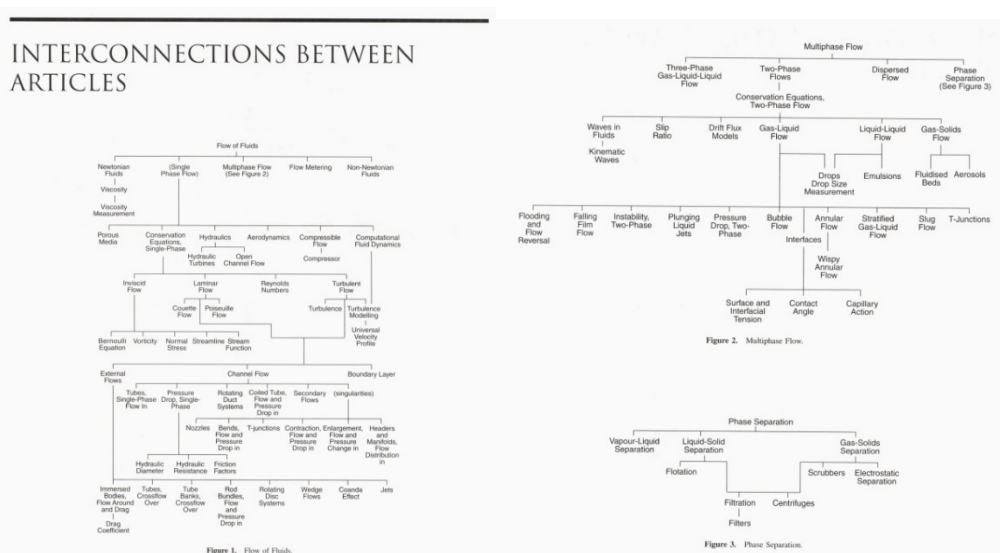 INTERCONNECTIONS BETWEEN
ARTICLES
Flow of Fluids
Newtonian Fluids
(Single Phase Flow)
Multiphase Flow (See Figure 2)
Flow Metering
Non-Newtonian Fluids
Viscosity
Viscosity Measurement
Porous Media
Conservation Equations, Single-Phase
Hydraulics
Aerodynamics
Compressible Flow
Computational Fluid Dynamics
Hydraulic Turbines
Open Channel Flow
Compressor
Inviscid Flow
Laminar Flow
Reynolds Numbers
Turbulent Flow
Couette Flow
Poiseuille Flow
Turbulence
Turbulence Modelling
Universal Velocity Profile
Bernoulli Equation
Vorticity
Normal Stress
Streamline
Stream Function
External Flows
Channel Flow
Boundary Layer
Tubes, Single-Phase Flow In
Pressure Drop, Single-Phase
Rotating Duct Systems
Coiled Tube, Flow and Pressure Drop in
Secondary Flows
(singularities)
Nozzles
Bends, Flow and Pressure Drop in
T-junctions
Contraction, Flow and Pressure Drop in
Enlargement, Flow and Pressure Change in
Headers and Manifolds, Flow Distribution in
Hydraulic Diameter
Hydraulic Resistance
Friction Factors
Immersed Bodies, Flow Around and Drag
Tubes, Crossflow Over
Tube Banks, Crossflow Over
Rod Bundles, Flow and Pressure Drop in
Rotating Disc Systems
Wedge Flows
Coanda Effect
Jets
Drag Coefficient
Figure 1. Flow of Fluids.
Multiphase Flow
Three-Phase Gas-Liquid-Liquid Flow
Two-Phase Flows
Dispersed Flow
Phase Separation (See Figure 3)
Conservation Equations, Two-Phase Flow
Waves in Fluids
Slip Ratio
Drift Flux Models
Gas-Liquid Flow
Liquid-Liquid Flow
Gas-Solids Flow
Kinematic Waves
Drops Drop Size Measurement
Emulsions
Fluidised Beds
Aerosols
Flooding and Flow Reversal
Falling Film Flow
Instability, Two-Phase
Plunging Liquid Jets
Pressure Drop, Two-Phase
Bubble Flow
Annular Flow
Stratified Gas-Liquid Flow
Slug Flow
T-Junctions
Interfaces
Wispy Annular Flow
Surface and Interfacial Tension
Contact Angle
Capillary Action
Figure 2. Multiphase Flow.
Phase Separation
Vapour-Liquid Separation
Liquid-Solid Separation
Gas-Solids Separation
Flotation
Scrubbers
Electrostatic Separation
Filtration
Centrifuges
Filters
Figure 3. Phase Separation.